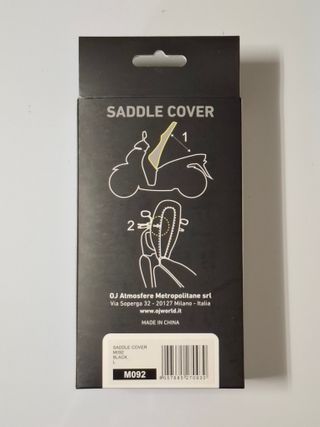 SADDLE COVER
1
2
OJ Atmosfere Metropolitane srl
Via Soperga 32 - 20127 Milano - Italia
www.ojworld.it
MADE IN CHINA
SADDLE COVER
M092
BLACK
L
M092